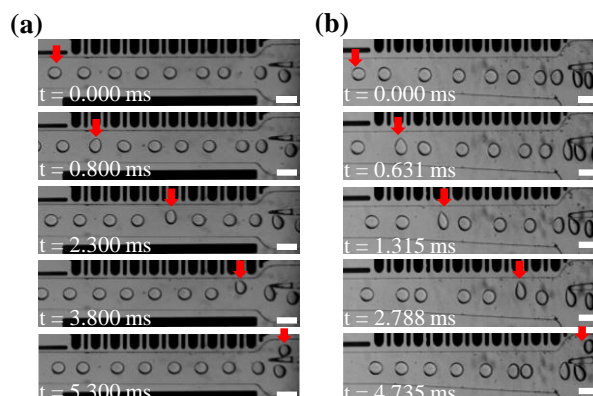 (a)
t = 0.000 ms
t = 0.800 ms
t = 2.300 ms
t = 3.800 ms
t = 5.300 ms
(b)
t = 0.000 ms
t = 0.631 ms
t = 1.315 ms
t = 2.788 ms
t = 4.735 ms